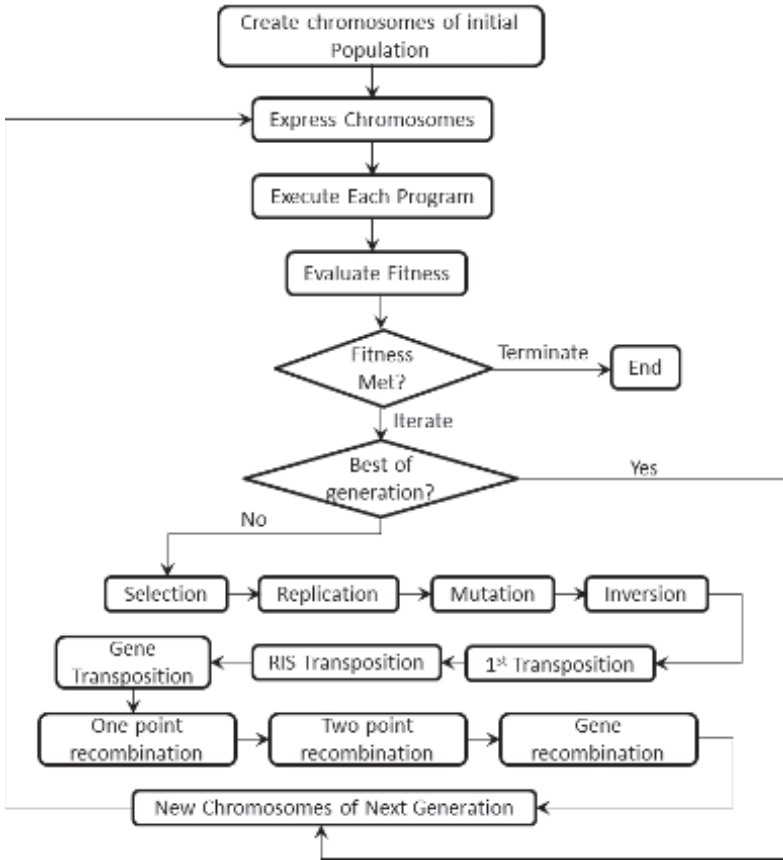 Create chromosomes of initial
Population
Express Chromosomes
Execute Each Program
Evaluate Fitness
Fitness
Met?
Terminate
End
Iterate
Best of
generation?
Yes
No
Selection
Replication
Mutation
Inversion
Gene
Transposition
RIS Transposition
1st Transposition
One point
recombination
Two point
recombination
Gene
recombination
New Chromosomes of Next Generation